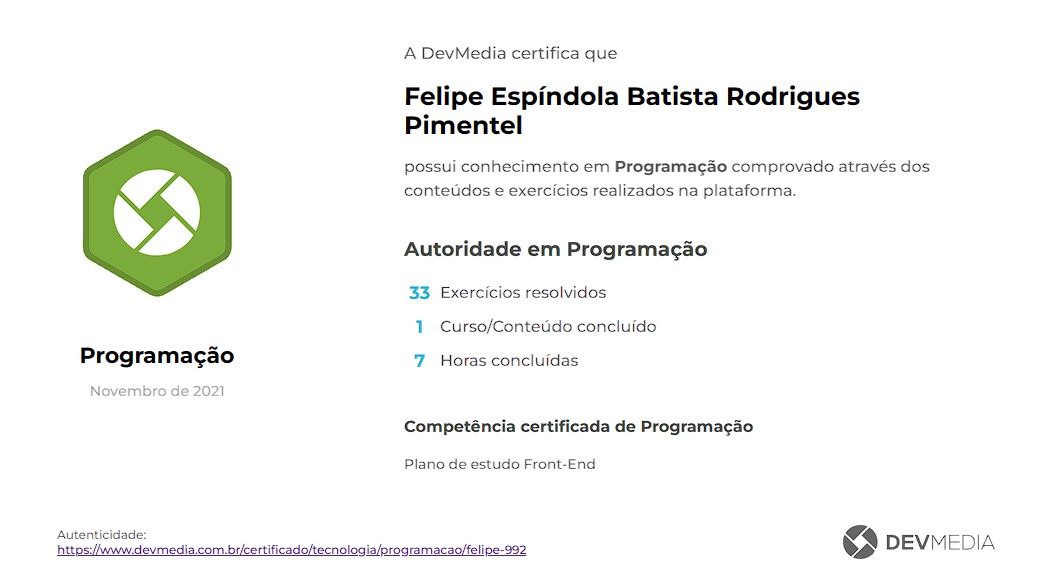 A DevMedia certifica que
Felipe Espíndola Batista Rodrigues
Pimentel
possui conhecimento em Programação comprovado através dos
conteúdos e exercícios realizados na plataforma.
Autoridade em Programação
33 Exercícios resolvidos
1 Curso/Conteúdo concluído
7 Horas concluídas
Programação
Novembro de 2021
Competência certificada de Programação
Plano de estudo Front-End
Autenticidade:
https://www.devmedia.com.br/certificado/tecnologia/programacao/felipe-992
DEVMEDIA